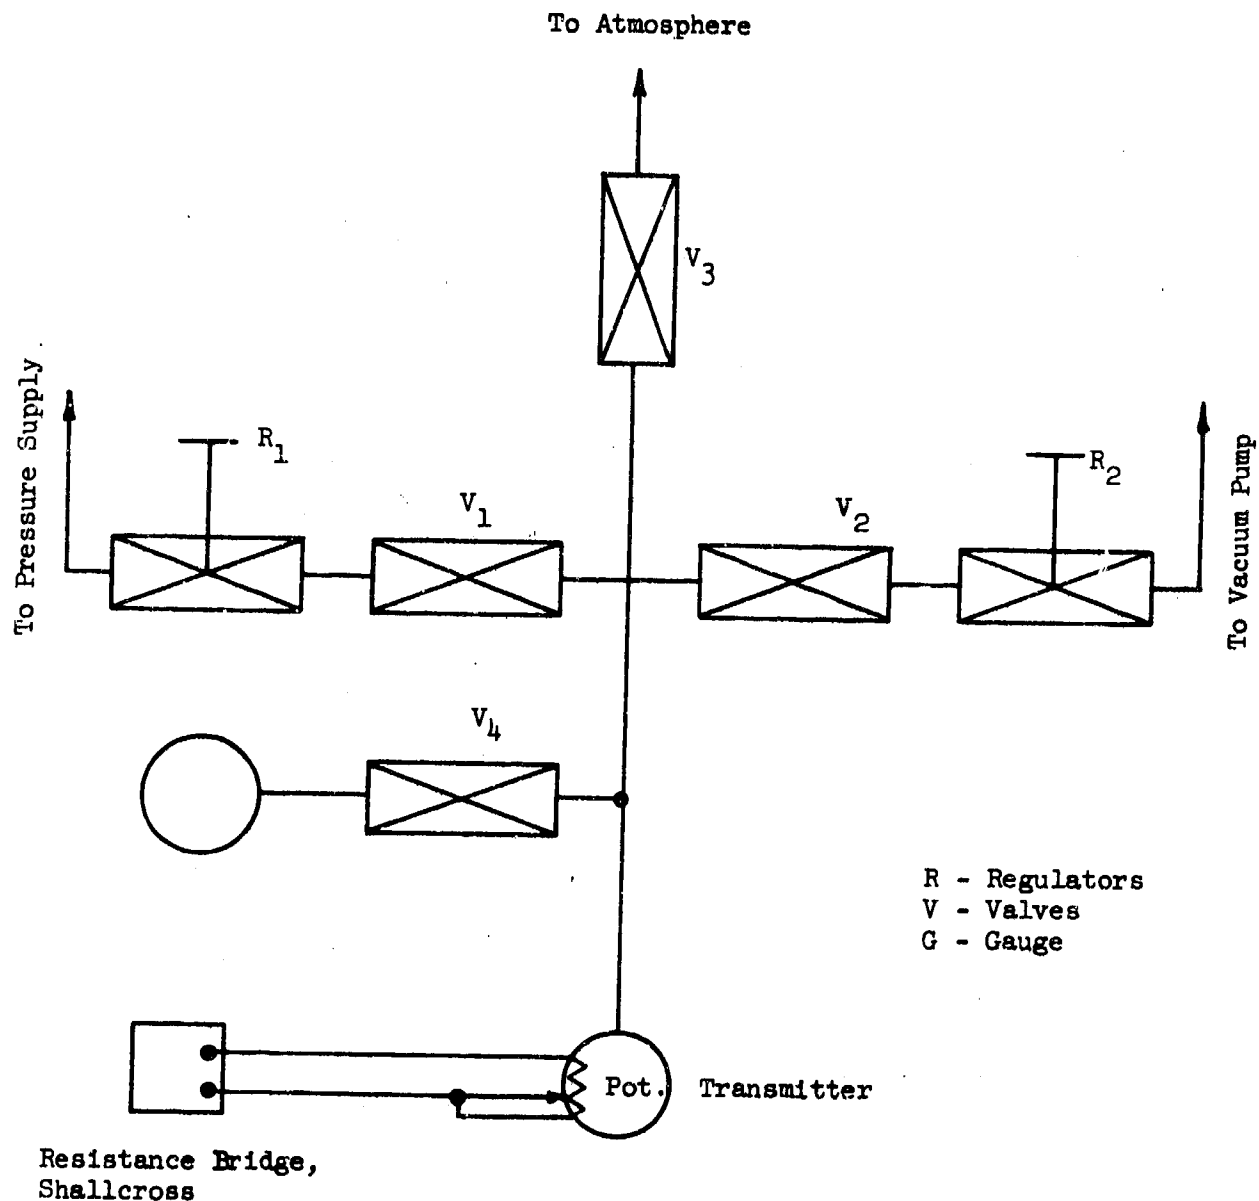 To Atmosphere
V3
To Pressure Supply
R1
V1
V2
R2
To Vacuum Pump
V4
R - Regulators
V - Valves
G - Gauge
Pot.
Transmitter
Resistance Bridge,
Shallcross